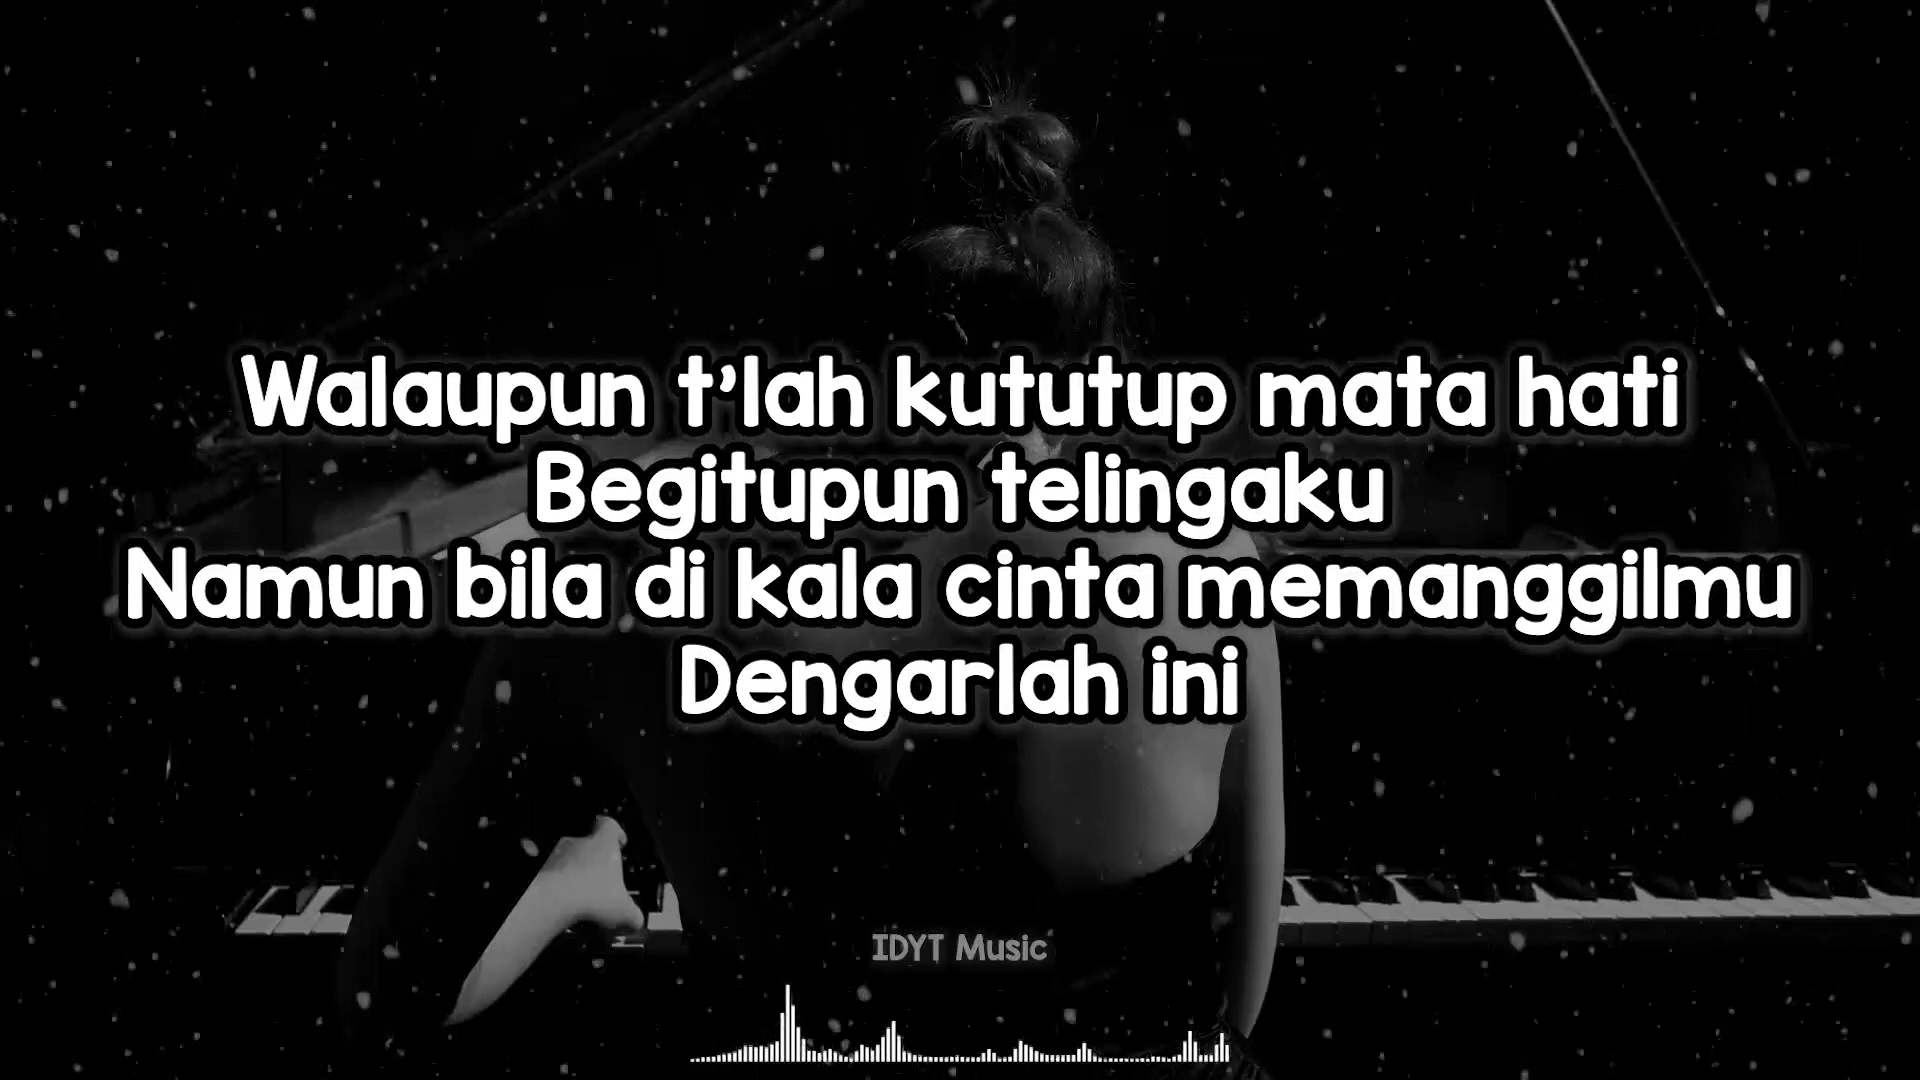 Walaupun t'lah kututup mata hati
Begitupun telingaku
Namun bila di kala cinta memanggilmu
Dengarlah ini
IDYT Music